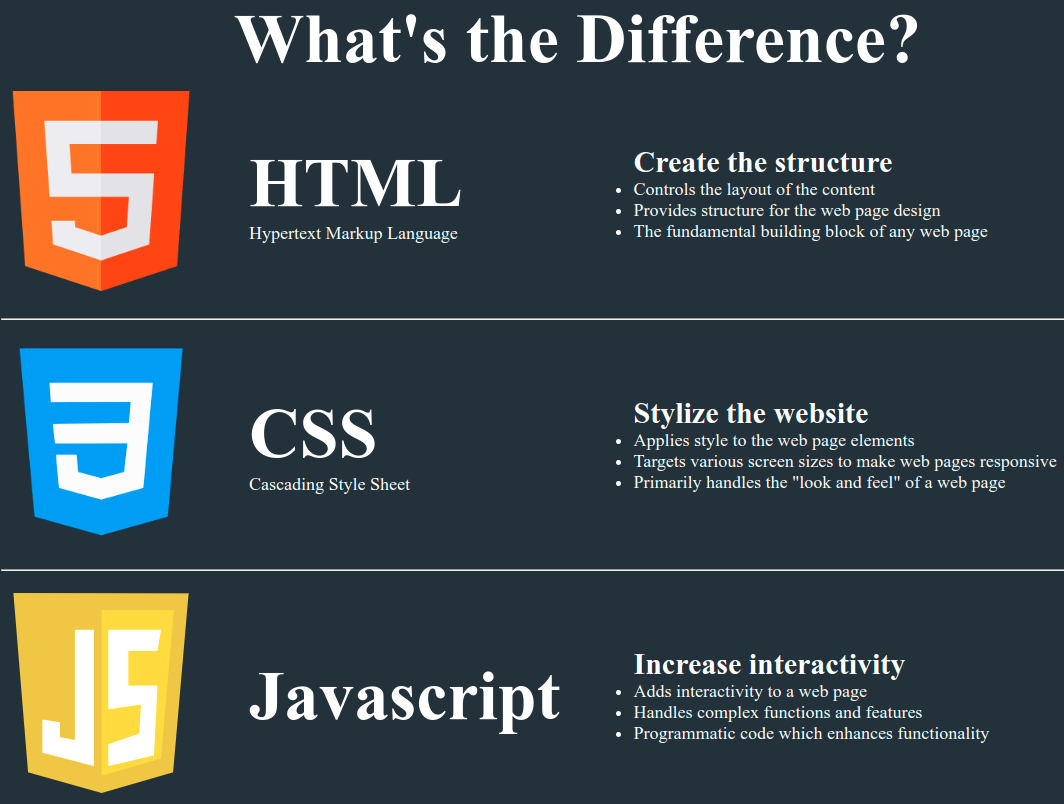 What's the Difference?
5
HTML
Hypertext Markup Language
Create the structure
• Controls the layout of the content
• Provides structure for the web page design
• The fundamental building block of any web page
3
CSS
Cascading Style Sheet
Stylize the website
• Applies style to the web page elements
• Targets various screen sizes to make web pages responsive
• Primarily handles the "look and feel" of a web page
JS
Javascript
Increase interactivity
• Adds interactivity to a web page
• Handles complex functions and features
• Programmatic code which enhances functionality